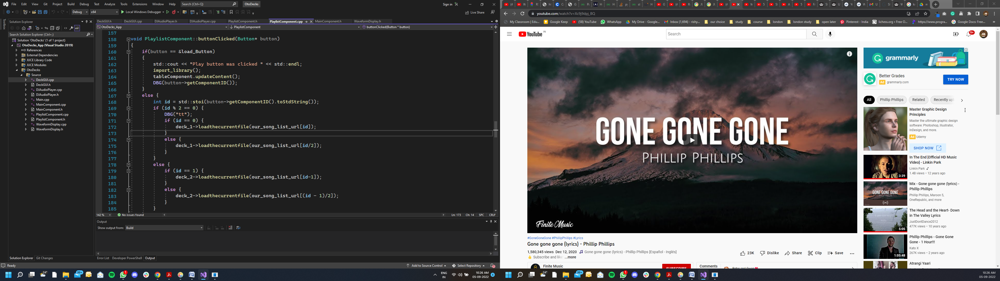 File Edit View Git Project Build Debug Test Analyze Tools Extensions Window Help Search (Ctrl+Q) OtoDecks Sign in
Debug x64 Local Windows Debugger Live Share
Toolbox
Solution Explorer
Search Solution Explorer (Ctrl+;)
Solution 'OtoDecks' (1 of 1 project)
OtoDecks_App (Visual Studio 2019)
References
External Dependencies
JUCE Library Code
JUCE Modules
OtoDecks
Source
DeckGUI.cpp
DeckGUI.h
DJAudioPlayer.cpp
DJAudioPlayer.h
Main.cpp
MainComponent.cpp
MainComponent.h
PlaylistComponent.cpp
PlaylistComponent.h
WaveformDisplay.cpp
WaveformDisplay.h
Solution Explorer Git Changes
DeckGUI.h DeckGUI.cpp DJAudioPlayer.h DJAudioPlayer.cpp PlaylistComponent.h PlaylistComponent.cpp MainComponent.h WaveformDisplay.h
OtoDecks_App PlaylistComponent buttonClicked(Button * button)
157
158 void PlaylistComponent::buttonClicked(Button* button)
159 {
160 if(button == &load_Button)
161 {
162 std::cout << "Play button was clicked " << std::endl;
163 import_library();
164 tableComponent.updateContent();
165 DBG(button->getComponentID());
166 }
167 else {
168 int id = std::stoi(button->getComponentID().toStdString());
169 if (id % 2 == 0) {
170 DBG("tt");
171 if (id == 0) {
172 deck_1->loadthecurrentfile(our_song_list_url[id]);
173 }
174 else {
175 deck_1->loadthecurrentfile(our_song_list_url[id/2]);
176 }
177 }
178 else {
179 if (id == 1) {
180 deck_2->loadthecurrentfile(our_song_list_url[id-1]);
181 }
182 else {
183 deck_2->loadthecurrentfile(our_song_list_url[(id - 1)/2]);
184 }
185 }
142 % No issues found Ln: 173 Ch: 14 SPC CRLF
Output
Show output from: Build
Error List Developer PowerShell Output
Ready Add to Source Control Select Repository 1
24° 99+ 1 ENG IN 10:26 AM 05-09-2022 4
youtube.com/watch?v=Xc9j9dpj_BQ
My Classroom | Edu... Google Keep (58) YouTube WhatsApp My Drive - Google... Inbox (1,694) - rishy... our choice study course london london study open later Pinterest - India lichess.org • Free O... https://www.progra... Google Docs: Free...
YouTube IN Search 9+
GONE GONE GONE
PHILLIP PHILLIPS
Finite Music
#GoneGoneGone #PhillipPhillips #Lyrics
Gone gone gone (lyrics) - Phillip Phillips
1,580,345 views Dec 12, 2020 Gone gone gone (lyrics) - Phillip Phillips [Español - Inglés]
Subscribe and like ...more
23K Dislike Share Clip Save
Finite Music SUBSCRIBE
Comments
Peter and Gwen
grammarly
Better Grades
Ad grammarly.com
TRY NOW
All Phillip Phillips Related Recently upl
Master Graphic Design
Principles
Master the ultimate graphic design
software: Photoshop, Illustrator,
InDesign, and more.
Ad Udemy
SHOP NOW
In The End [Official HD Music
Video] - Linkin Park
Linkin Park
1.4B views • 12 years ago
3:39
Mix - Gone gone gone (lyrics) -
Phillip Phillips
Phillip Phillips, Maroon 5,
OneRepublic, and more
GONE GONE GONE
PHILLIP PHILLIPS
The Head and the Heart- Down
in The Valley Lyrics
JustDontDance2012
477K views • 10 years ago
5:05
Phillip Phillips - Gone Gone
Gone - 1 Hour!!!
Kato X
267K views • 2 years ago
1:05:48
Atrangi Yaari
24° 99+ 1 10:26 AM 05-09-2022